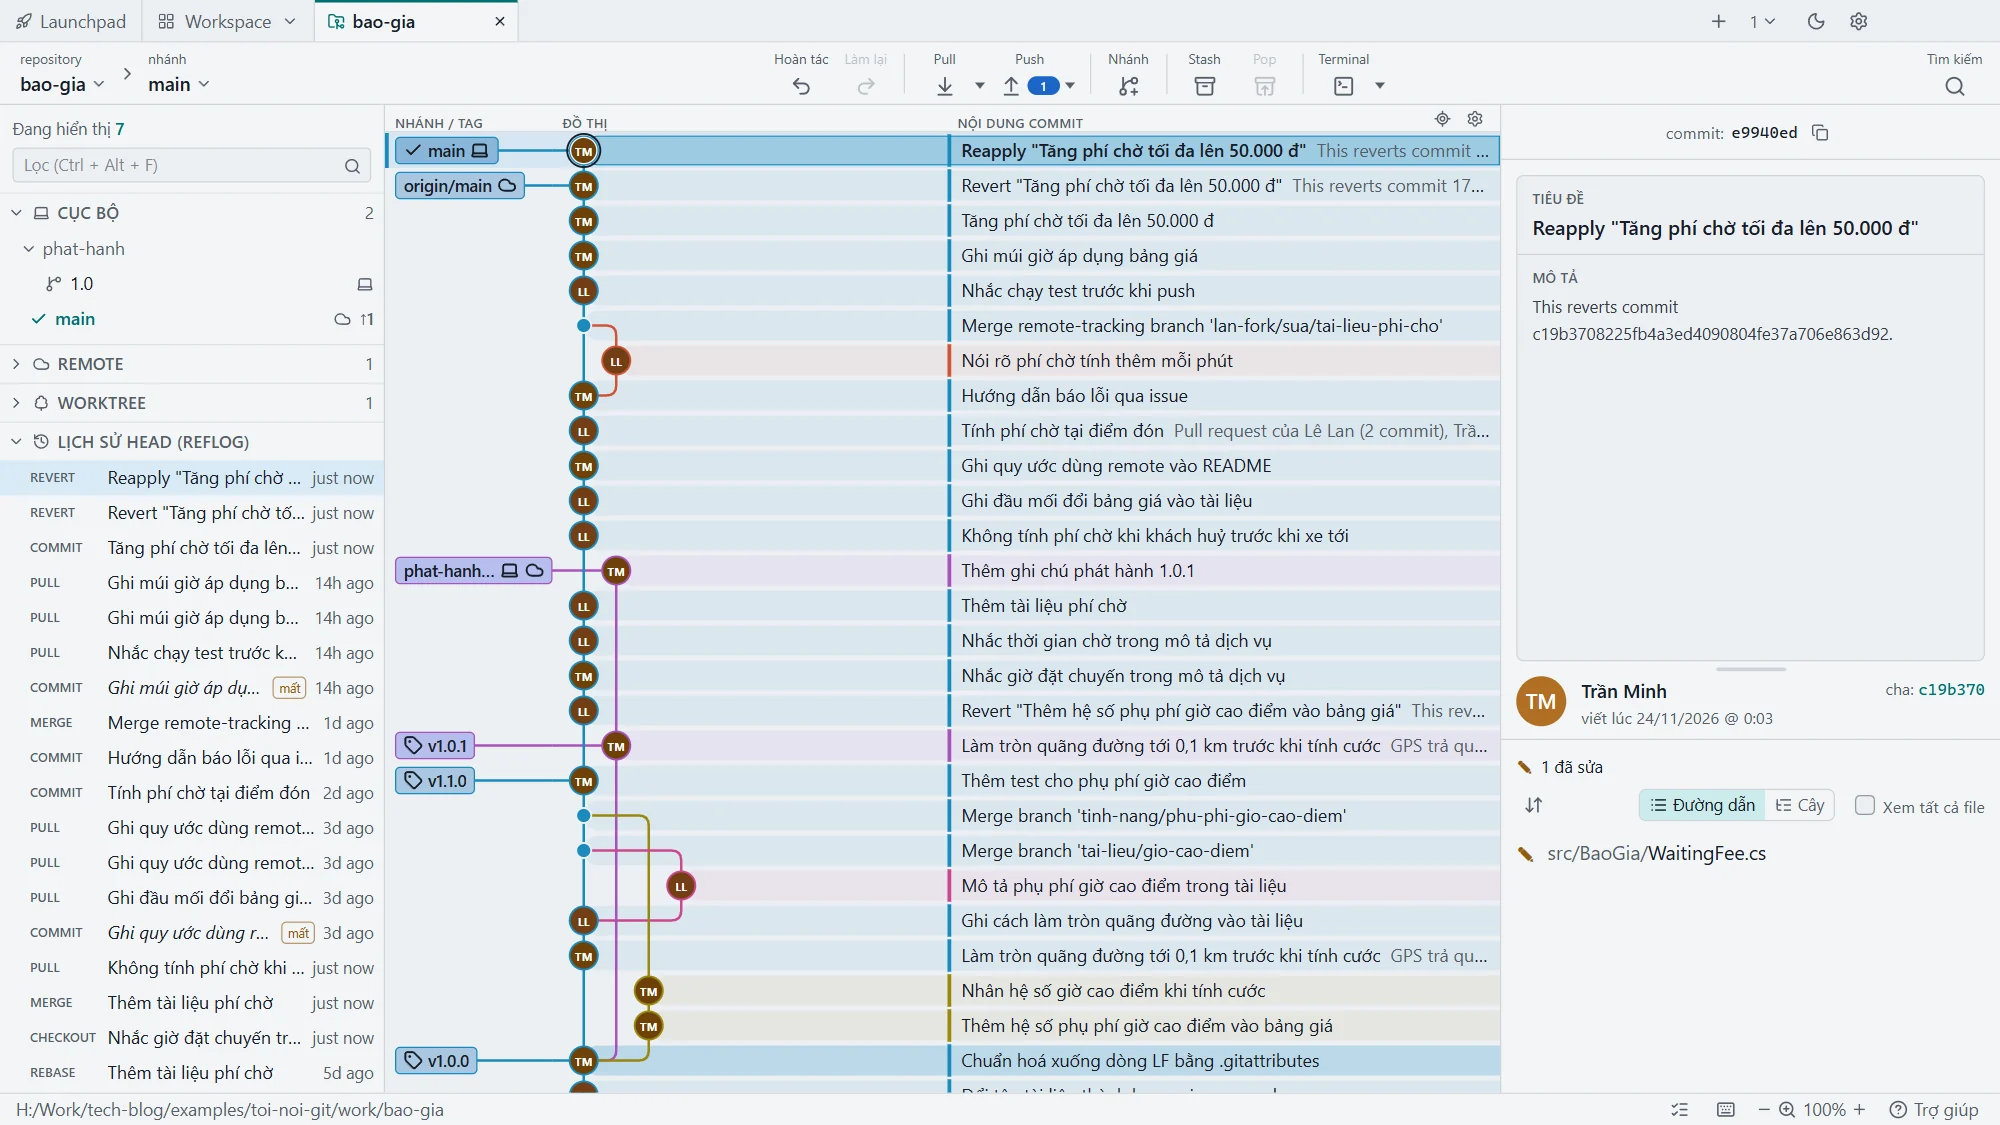 Launchpad
Workspace
bao-gia
1
repository
bao-gia
nhánh
main
Hoàn tác
Làm lại
Pull
Push
1
Nhánh
Stash
Pop
Terminal
Tìm kiếm
Đang hiển thị 7
Lọc (Ctrl + Alt + F)
CỤC BỘ 2
phat-hanh
1.0
main ↑1
REMOTE 1
WORKTREE 1
LỊCH SỬ HEAD (REFLOG)
REVERT Reapply "Tăng phí chờ ... just now
REVERT Revert "Tăng phí chờ tố... just now
COMMIT Tăng phí chờ tối đa lên... just now
PULL Ghi múi giờ áp dụng b... 14h ago
PULL Ghi múi giờ áp dụng b... 14h ago
PULL Nhắc chạy test trước k... 14h ago
COMMIT Ghi múi giờ áp dụ... mất 14h ago
MERGE Merge remote-tracking ... 1d ago
COMMIT Hướng dẫn báo lỗi qua i... 1d ago
COMMIT Tính phí chờ tại điểm đón 2d ago
PULL Ghi quy ước dùng remot... 3d ago
PULL Ghi quy ước dùng remot... 3d ago
PULL Ghi đầu mối đổi bảng gi... 3d ago
COMMIT Ghi quy ước dùng r... mất 3d ago
PULL Không tính phí chờ khi ... just now
MERGE Thêm tài liệu phí chờ just now
CHECKOUT Nhắc giờ đặt chuyến tr... just now
REBASE Thêm tài liệu phí chờ 5d ago
NHÁNH / TAG ĐỒ THỊ NỘI DUNG COMMIT
main TM Reapply "Tăng phí chờ tối đa lên 50.000 đ" This reverts commit ...
origin/main TM Revert "Tăng phí chờ tối đa lên 50.000 đ" This reverts commit 17...
TM Tăng phí chờ tối đa lên 50.000 đ
TM Ghi múi giờ áp dụng bảng giá
LL Nhắc chạy test trước khi push
Merge remote-tracking branch 'lan-fork/sua/tai-lieu-phi-cho'
LL Nói rõ phí chờ tính thêm mỗi phút
TM Hướng dẫn báo lỗi qua issue
LL Tính phí chờ tại điểm đón Pull request của Lê Lan (2 commit), Trầ...
TM Ghi quy ước dùng remote vào README
LL Ghi đầu mối đổi bảng giá vào tài liệu
LL Không tính phí chờ khi khách huỷ trước khi xe tới
phat-hanh... TM Thêm ghi chú phát hành 1.0.1
LL Thêm tài liệu phí chờ
LL Nhắc thời gian chờ trong mô tả dịch vụ
TM Nhắc giờ đặt chuyến trong mô tả dịch vụ
LL Revert "Thêm hệ số phụ phí giờ cao điểm vào bảng giá" This rev...
v1.0.1 TM Làm tròn quãng đường tới 0,1 km trước khi tính cước GPS trả qu...
v1.1.0 TM Thêm test cho phụ phí giờ cao điểm
Merge branch 'tinh-nang/phu-phi-gio-cao-diem'
Merge branch 'tai-lieu/gio-cao-diem'
LL Mô tả phụ phí giờ cao điểm trong tài liệu
LL Ghi cách làm tròn quãng đường vào tài liệu
TM Làm tròn quãng đường tới 0,1 km trước khi tính cước GPS trả qu...
TM Nhân hệ số giờ cao điểm khi tính cước
TM Thêm hệ số phụ phí giờ cao điểm vào bảng giá
v1.0.0 TM Chuẩn hoá xuống dòng LF bằng .gitattributes
commit: e9940ed
TIÊU ĐỀ
Reapply "Tăng phí chờ tối đa lên 50.000 đ"
MÔ TẢ
This reverts commit
c19b3708225fb4a3ed4090804fe37a706e863d92.
TM Trần Minh cha: c19b370
viết lúc 24/11/2026 @ 0:03
1 đã sửa
Đường dẫn Cây Xem tất cả file
src/BaoGia/WaitingFee.cs
H:/Work/tech-blog/examples/toi-noi-git/work/bao-gia
100% Trợ giúp